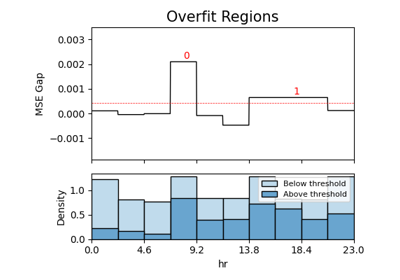 Overfit Regions
MSE Gap
0.003
0.002
0.001
0.000
−0.001
0
1
Density
1.0
0.5
0.0
Below threshold
Above threshold
0.0 4.6 9.2 13.8 18.4 23.0
hr